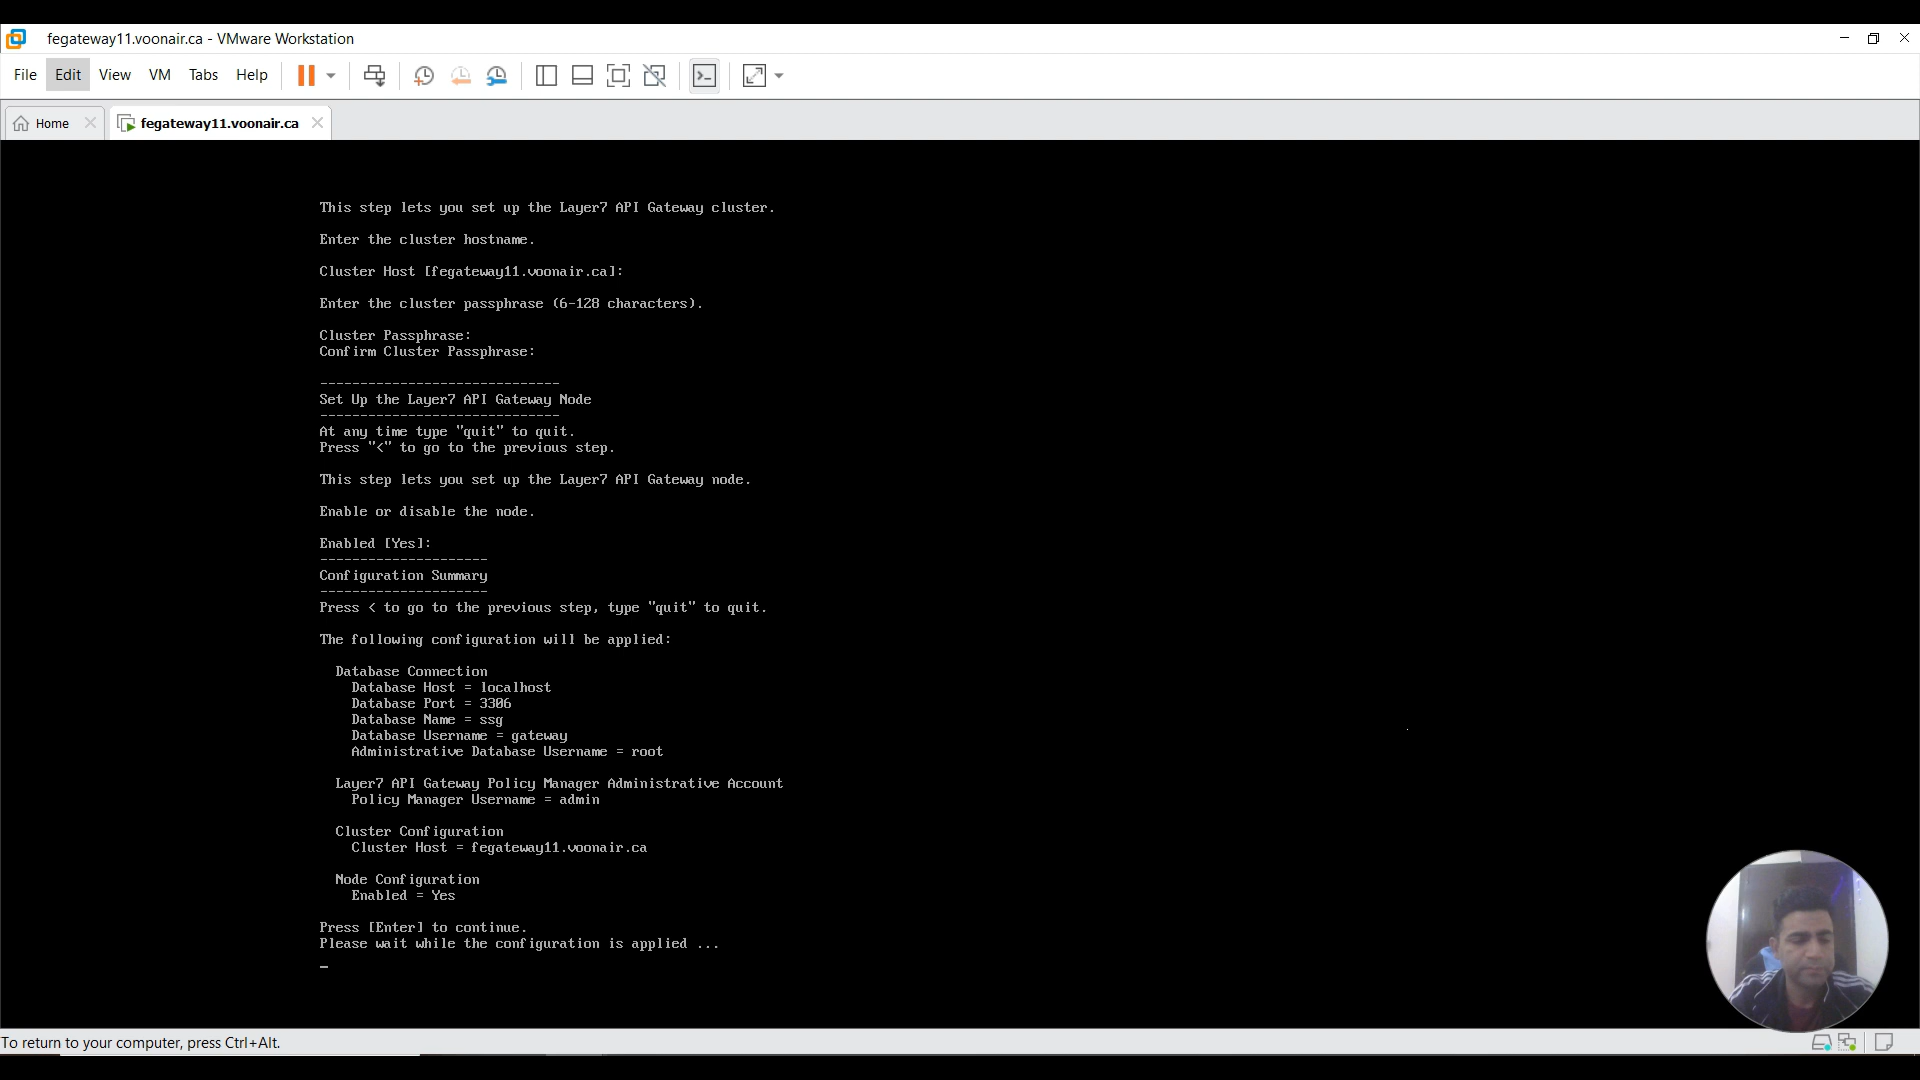 fegateway11.voonair.ca - VMware Workstation
File Edit View VM Tabs Help
Home fegateway11.voonair.ca
This step lets you set up the Layer7 API Gateway cluster.
Enter the cluster hostname.
Cluster Host [fegateway11.voonair.ca]:
Enter the cluster passphrase (6-128 characters).
Cluster Passphrase:
Confirm Cluster Passphrase:
------------------------------
Set Up the Layer7 API Gateway Node
------------------------------
At any time type "quit" to quit.
Press "<" to go to the previous step.
This step lets you set up the Layer7 API Gateway node.
Enable or disable the node.
Enabled [Yes]:
---------------------
Configuration Summary
---------------------
Press < to go to the previous step, type "quit" to quit.
The following configuration will be applied:
Database Connection
Database Host = localhost
Database Port = 3306
Database Name = ssg
Database Username = gateway
Administrative Database Username = root
Layer7 API Gateway Policy Manager Administrative Account
Policy Manager Username = admin
Cluster Configuration
Cluster Host = fegateway11.voonair.ca
Node Configuration
Enabled = Yes
Press [Enter] to continue.
Please wait while the configuration is applied ...
To return to your computer, press Ctrl+Alt.